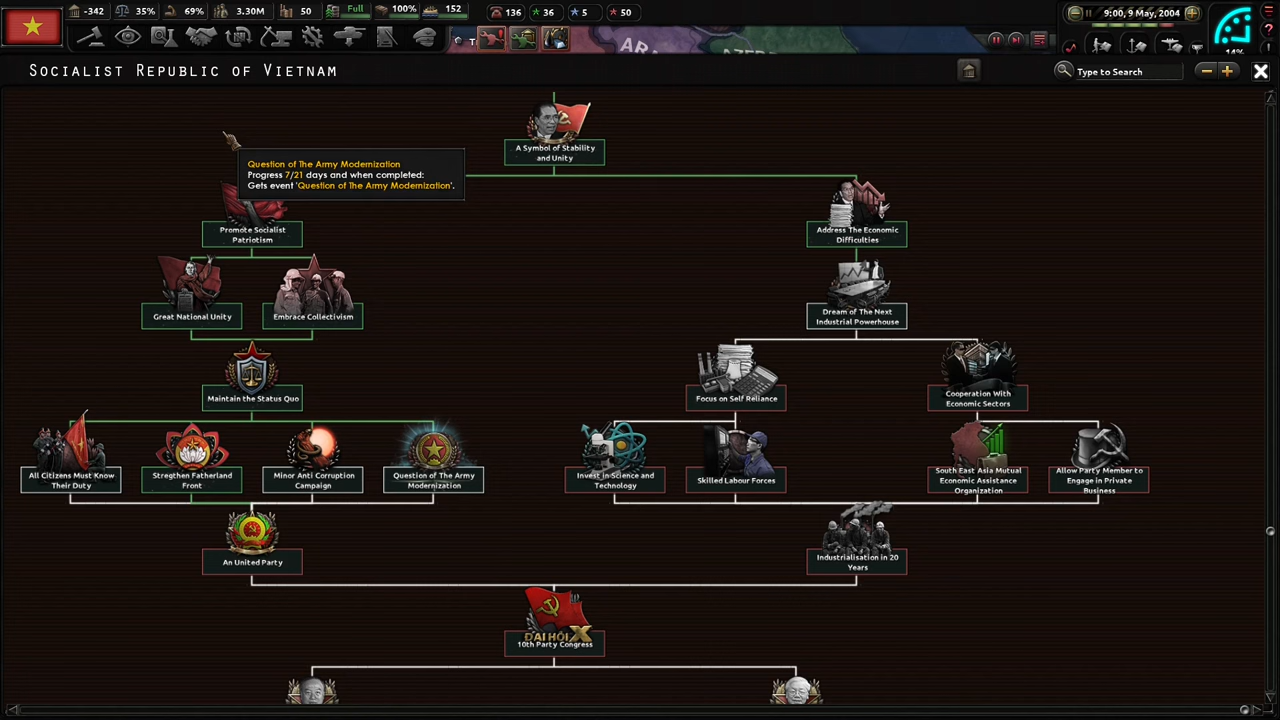 -342 35% 69% 3.30M 50 Full 100% 152 136 36 5 50
9:00, 9 May, 2004
14%
SOCIALIST REPUBLIC OF VIETNAM
Type to Search
A Symbol of Stability
and Unity
Question of The Army Modernization
Progress 7/21 days and when completed:
Gets event 'Question of The Army Modernization'.
Promote Socialist
Patriotism
Address The Economic
Difficulties
Great National Unity
Embrace Collectivism
Dream of The Next
Industrial Powerhouse
Maintain the Status Quo
Focus on Self Reliance
Cooperation With
Economic Sectors
All Citizens Must Know
Their Duty
Stregthen Fatherland
Front
Minor Anti Corruption
Campaign
Question of The Army
Modernization
Invest in Science and
Technology
Skilled Labour Forces
South East Asia Mutual
Economic Assistance
Organization
Allow Party Member to
Engage in Private
Business
An United Party
Industrialisation in 20
Years
ĐẠI HỘI X
10th Party Congress